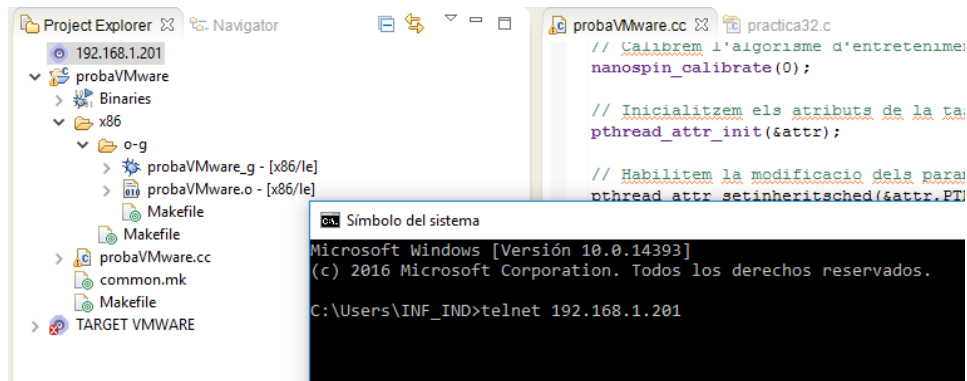 Project Explorer
Navigator
192.168.1.201
probaVMware
Binaries
x86
o-g
probaVMware_g - [x86/le]
probaVMware.o - [x86/le]
Makefile
Makefile
probaVMware.cc
common.mk
Makefile
TARGET VMWARE
probaVMware.cc
practica32.c
// Calibrem l'algorisme d'entretenime
nanospin_calibrate(0);
// Inicialitzem els atributs de la ta
pthread_attr_init(&attr);
// Habilitem la modificacio dels para
pthread_attr_setinheritsched(&attr,PT
Símbolo del sistema
Microsoft Windows [Versión 10.0.14393]
(c) 2016 Microsoft Corporation. Todos los derechos reservados.
C:\Users\INF_IND>telnet 192.168.1.201